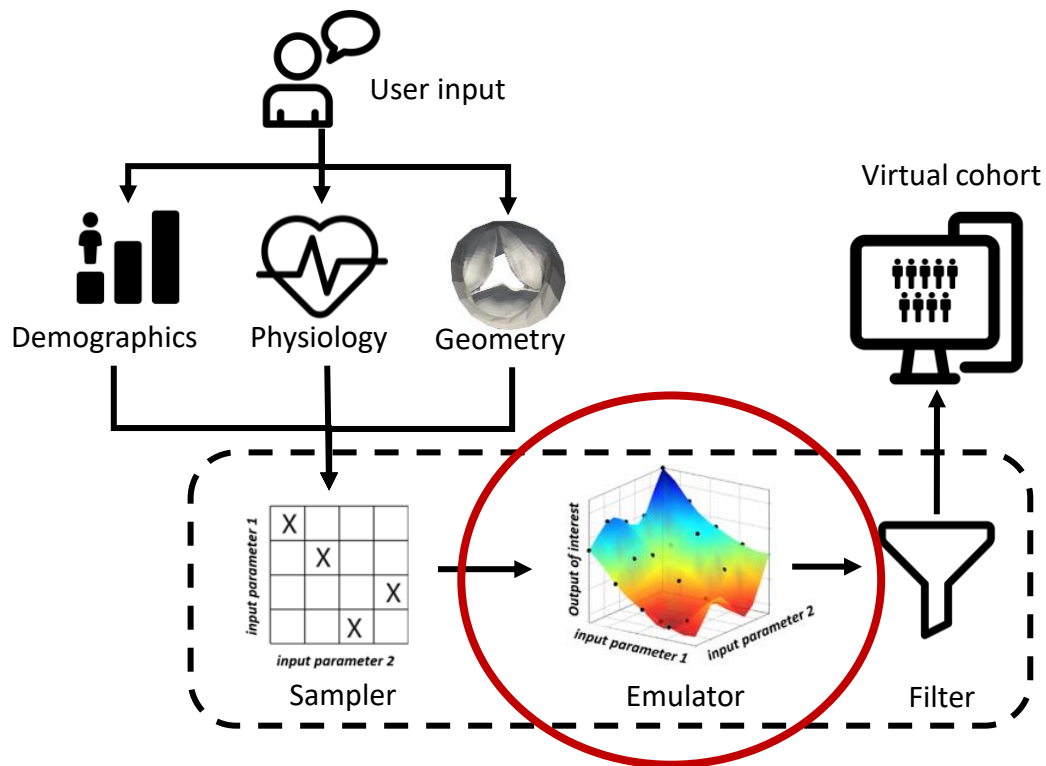 User input
Virtual cohort
Demographics
Physiology
Geometry
input parameter 1
X
X
X
X
input parameter 2
Sampler
Output of interest
input parameter 1
input parameter 2
Emulator
Filter